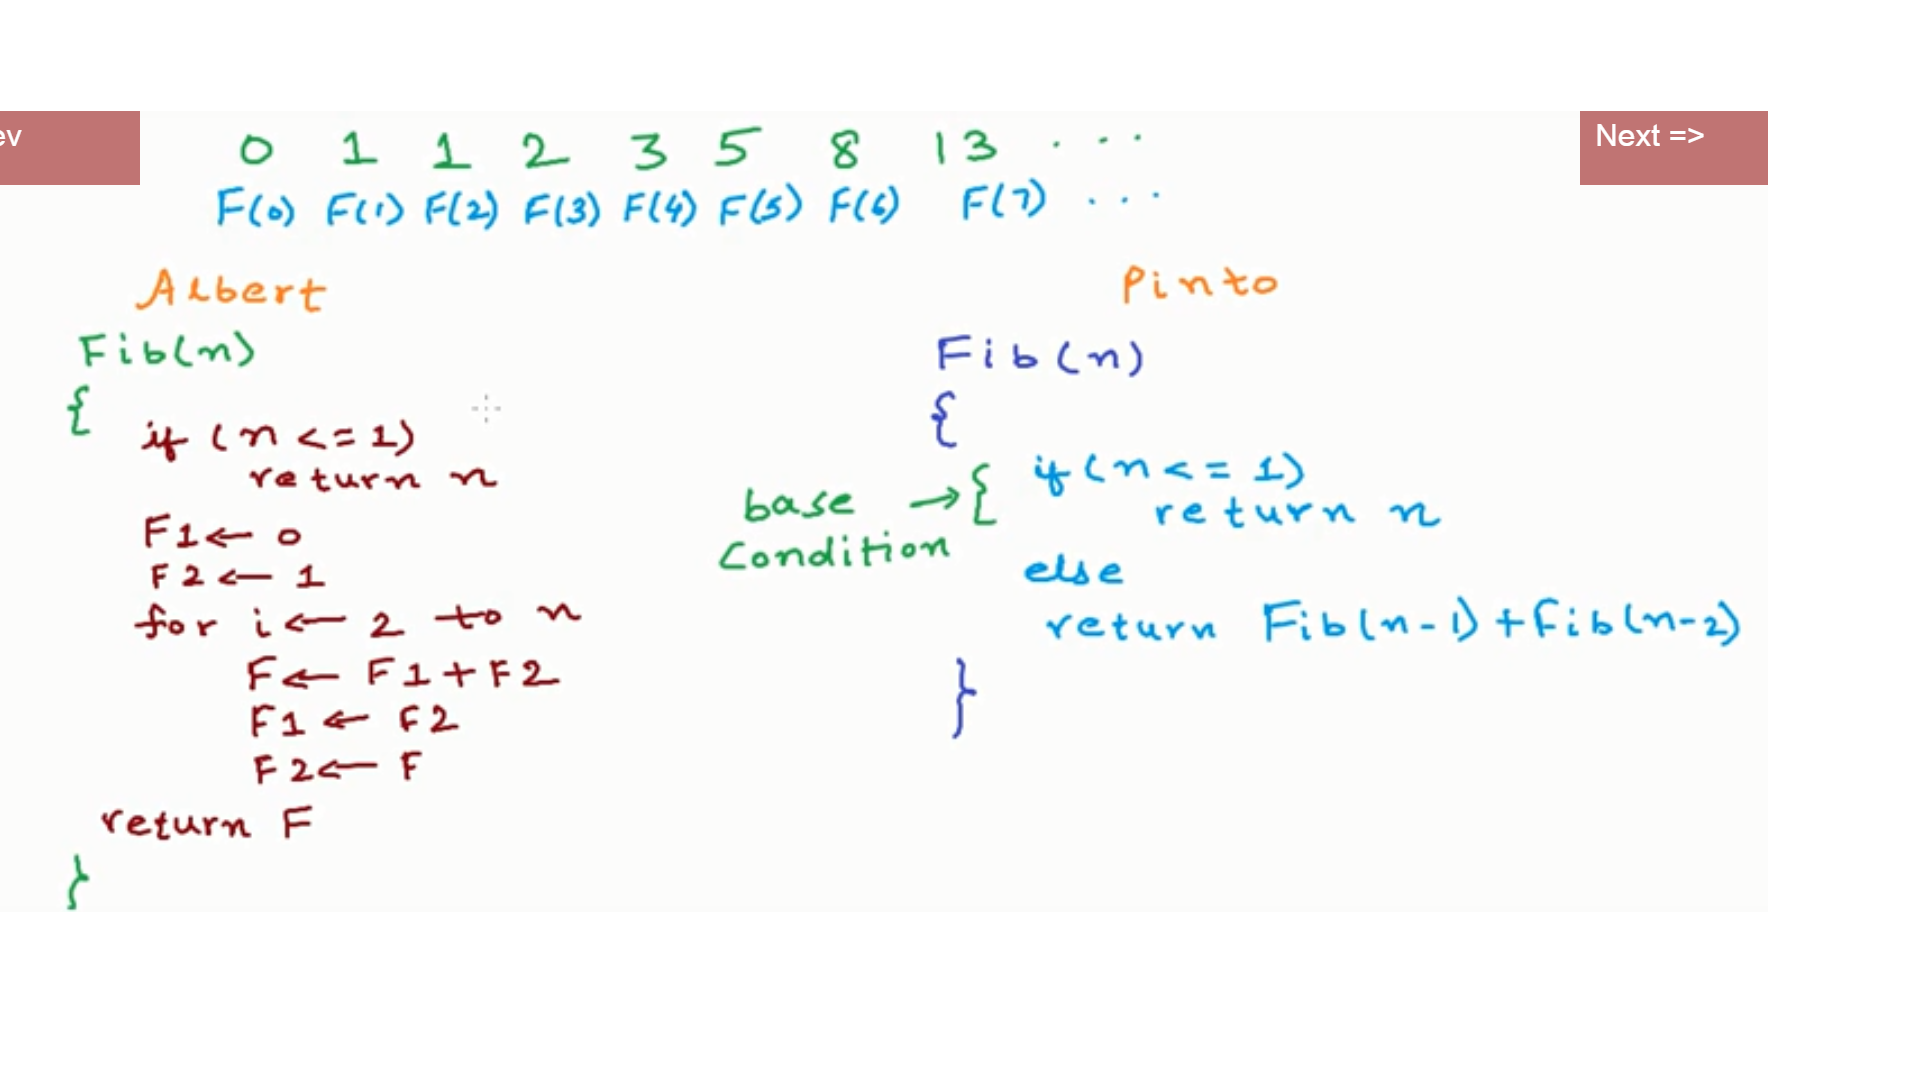 ev
Next =>
0 1 1 2 3 5 8 13 ...
F(0) F(1) F(2) F(3) F(4) F(5) F(6) F(7) ...
Albert
Fib(n)
{
if (n <= 1)
return n
F1 ← 0
F2 ← 1
for i ← 2 to n
F ← F1 + F2
F1 ← F2
F2 ← F
return F
}
Pinto
Fib(n)
{
base → {
condition
if (n <= 1)
return n
else
return Fib(n-1) + Fib(n-2)
}